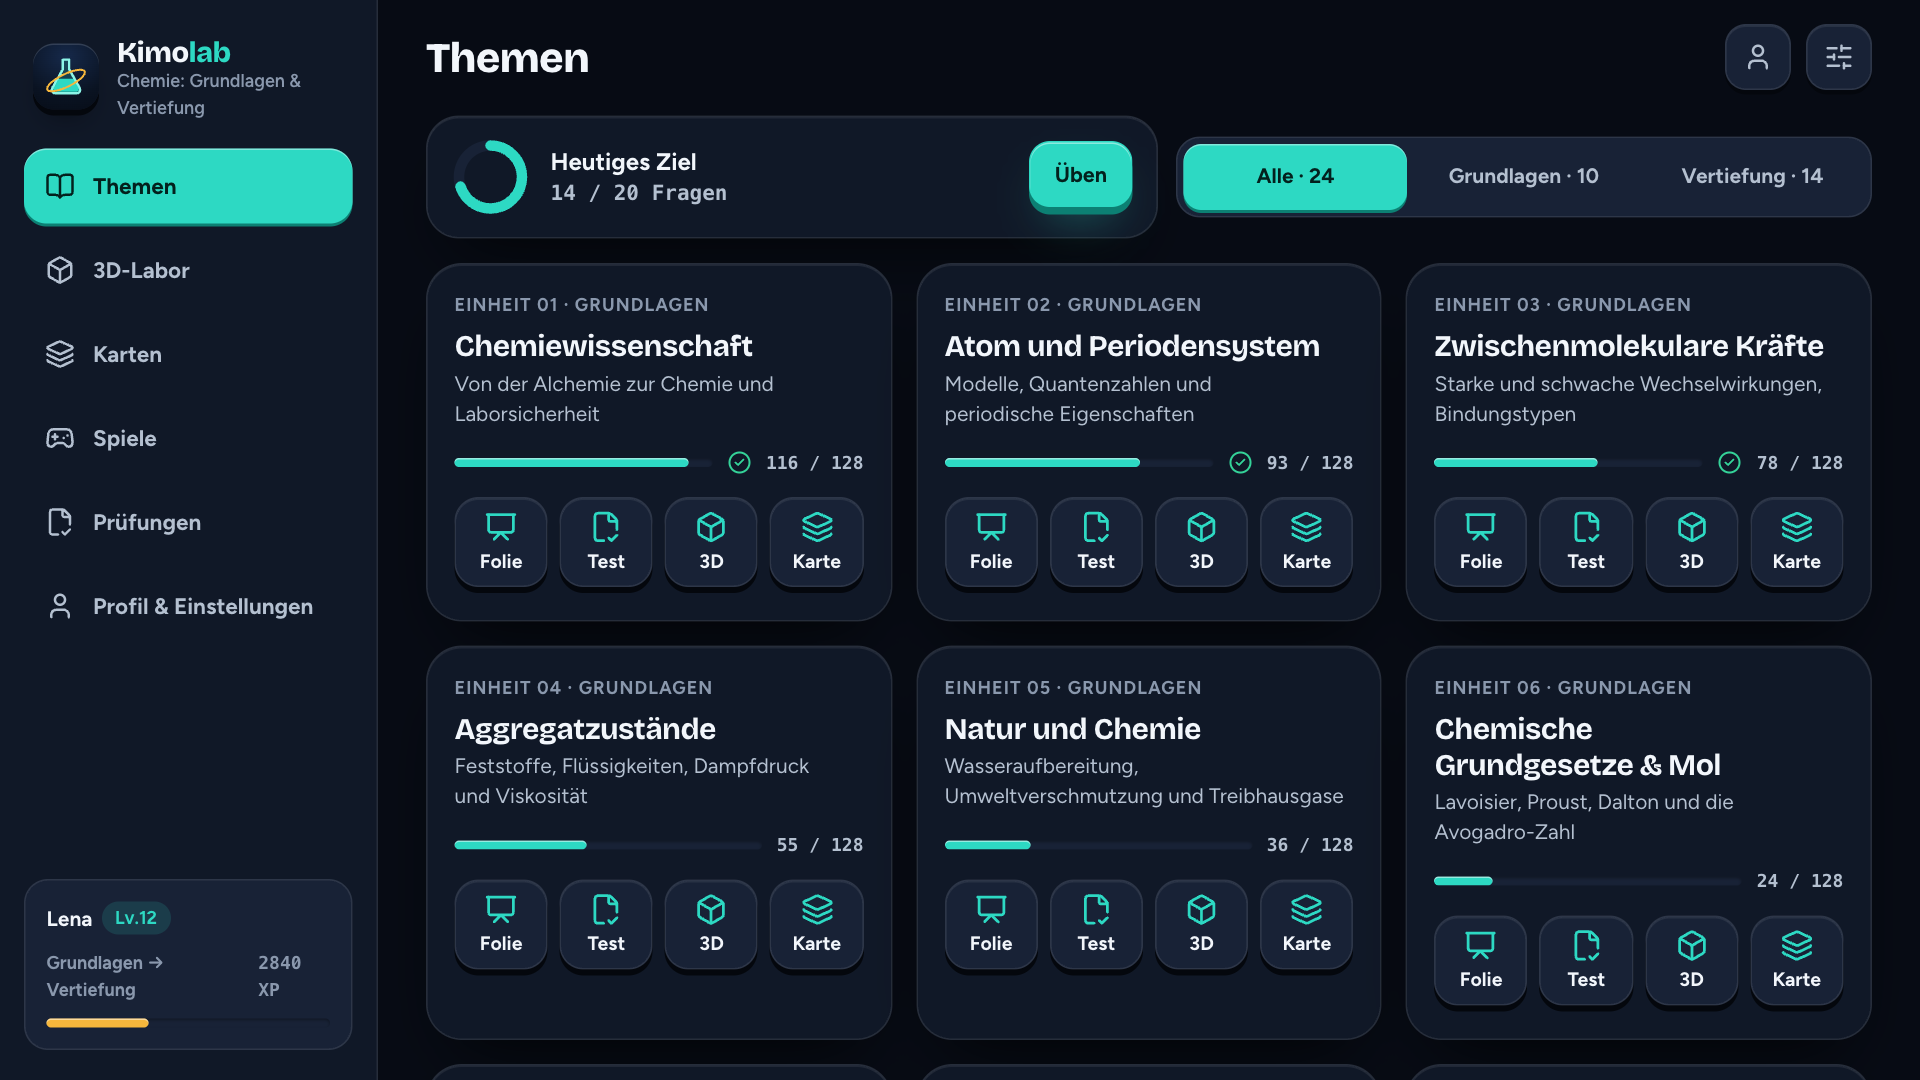 Kimolab
Chemie: Grundlagen &
Vertiefung
Themen
3D-Labor
Karten
Spiele
Prüfungen
Profil & Einstellungen
Lena Lv.12
Grundlagen → 2840
Vertiefung XP
Themen
Heutiges Ziel
14 / 20 Fragen
Üben
Alle · 24
Grundlagen · 10
Vertiefung · 14
EINHEIT 01 · GRUNDLAGEN
Chemiewissenschaft
Von der Alchemie zur Chemie und
Laborsicherheit
116 / 128
Folie Test 3D Karte
EINHEIT 02 · GRUNDLAGEN
Atom und Periodensystem
Modelle, Quantenzahlen und
periodische Eigenschaften
93 / 128
Folie Test 3D Karte
EINHEIT 03 · GRUNDLAGEN
Zwischenmolekulare Kräfte
Starke und schwache Wechselwirkungen,
Bindungstypen
78 / 128
Folie Test 3D Karte
EINHEIT 04 · GRUNDLAGEN
Aggregatzustände
Feststoffe, Flüssigkeiten, Dampfdruck
und Viskosität
55 / 128
Folie Test 3D Karte
EINHEIT 05 · GRUNDLAGEN
Natur und Chemie
Wasseraufbereitung,
Umweltverschmutzung und Treibhausgase
36 / 128
Folie Test 3D Karte
EINHEIT 06 · GRUNDLAGEN
Chemische
Grundgesetze & Mol
Lavoisier, Proust, Dalton und die
Avogadro-Zahl
24 / 128
Folie Test 3D Karte